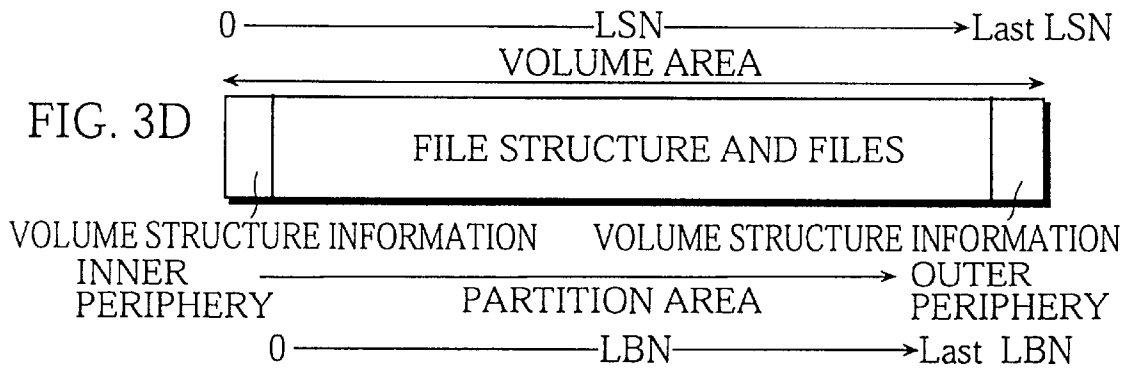 0 LSN Last LSN
VOLUME AREA
FIG. 3D
FILE STRUCTURE AND FILES
VOLUME STRUCTURE INFORMATION VOLUME STRUCTURE INFORMATION
INNER PERIPHERY
PARTITION AREA
OUTER PERIPHERY
0 LBN Last LBN